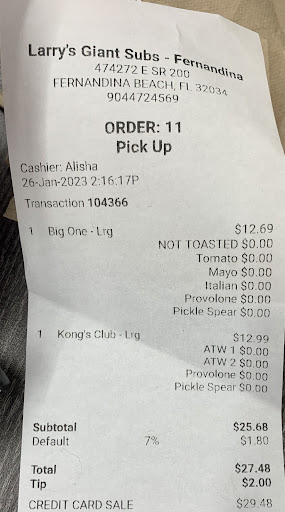 Larry's Giant Subs - Fernandina
474272 E SR 200
FERNANDINA BEACH, FL 32034
9044724569
ORDER: 11
Pick Up
Cashier: Alisha
26-Jan-2023 2:16:17P
Transaction 104366
1 Big One - Lrg $12.69
NOT TOASTED $0.00
Tomato $0.00
Mayo $0.00
Italian $0.00
Provolone $0.00
Pickle Spear $0.00
1 Kong's Club - Lrg $12.99
ATW 1 $0.00
ATW 2 $0.00
Provolone $0.00
Pickle Spear $0.00
Subtotal $25.68
Default 7% $1.80
Total $27.48
Tip $2.00
CREDIT CARD SALE $29.48